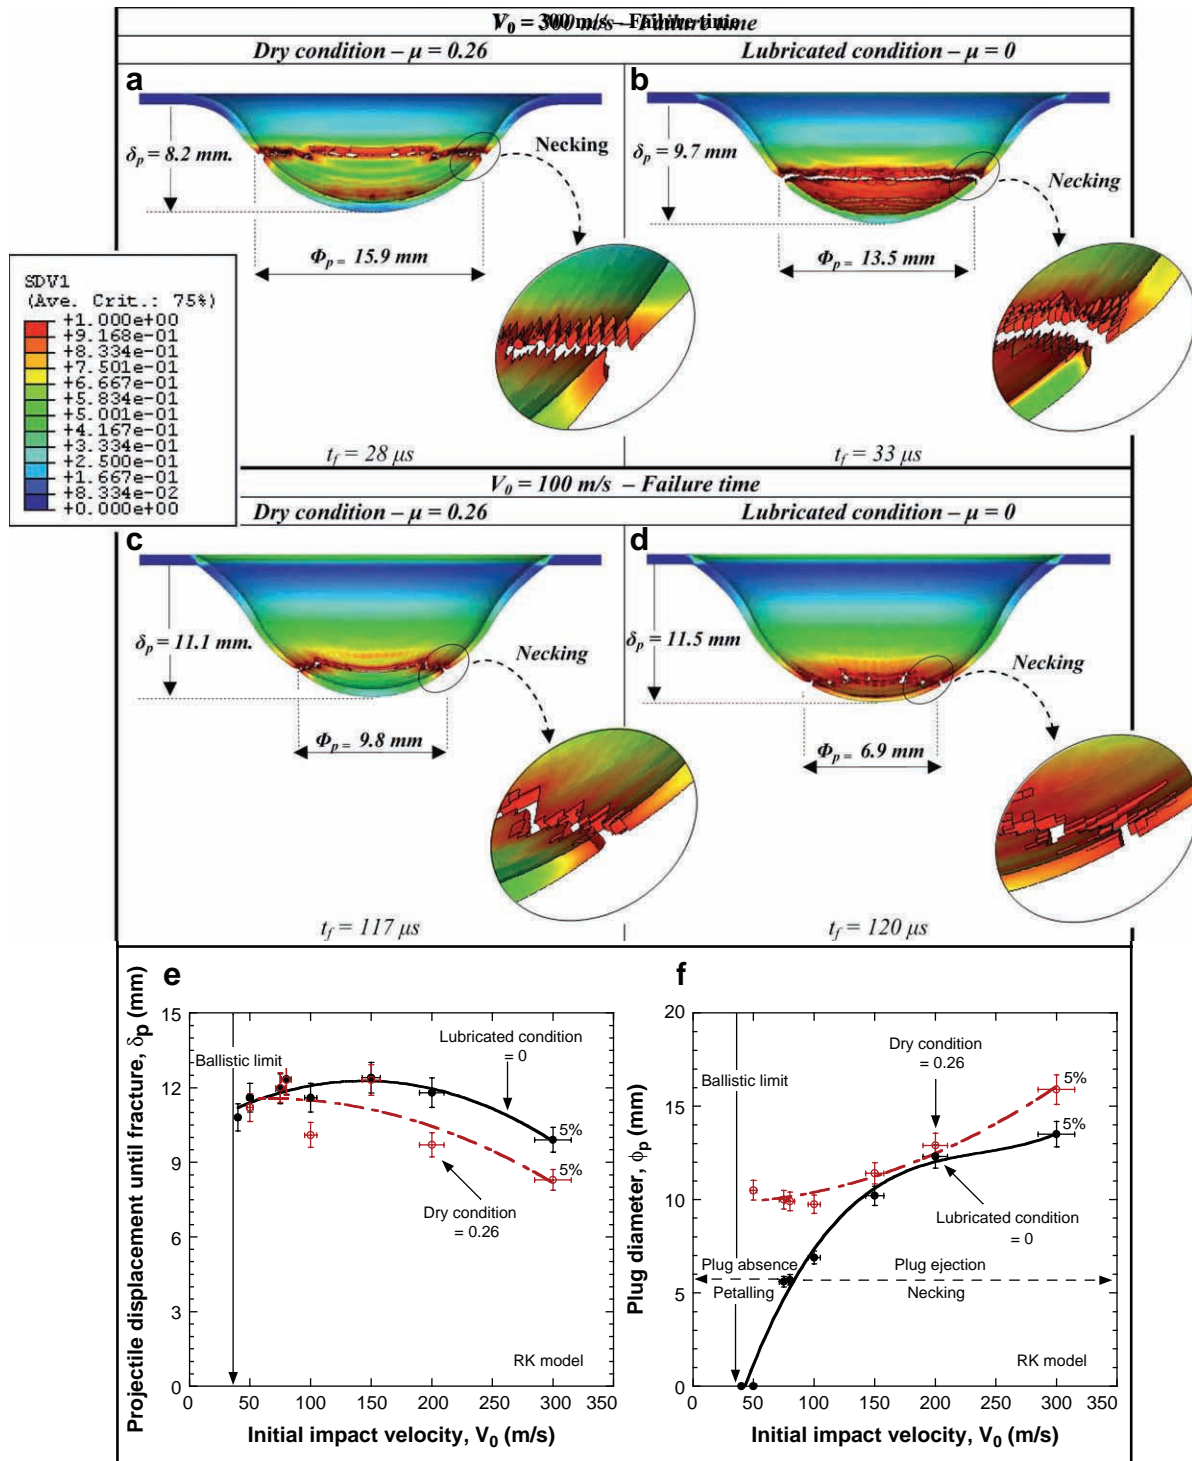 V₀ = 300 m/s – Failure time
Dry condition – μ = 0.26
Lubricated condition – μ = 0
a
b
δp = 8.2 mm.
Necking
Φp = 15.9 mm
δp = 9.7 mm
Necking
Φp = 13.5 mm
SDV1
(Ave. Crit.: 75%)
+1.000e+00
+9.168e-01
+8.334e-01
+7.501e-01
+6.667e-01
+5.834e-01
+5.001e-01
+4.167e-01
+3.334e-01
+2.500e-01
+1.667e-01
+8.334e-02
+0.000e+00
tf = 28 μs
tf = 33 μs
V₀ = 100 m/s – Failure time
Dry condition – μ = 0.26
Lubricated condition – μ = 0
c
d
δp = 11.1 mm.
Necking
Φp = 9.8 mm
δp = 11.5 mm
Necking
Φp = 6.9 mm
tf = 117 μs
tf = 120 μs
e
Projectile displacement until fracture, δp (mm)
15
12
9
6
3
0
Ballistic limit
Lubricated condition
= 0
5%
5%
Dry condition
= 0.26
RK model
0 50 100 150 200 250 300 350
Initial impact velocity, V₀ (m/s)
f
Plug diameter, ϕp (mm)
20
15
10
5
0
Ballistic limit
Dry condition
= 0.26
5%
5%
Lubricated condition
= 0
Plug absence
Plug ejection
Petalling
Necking
RK model
0 50 100 150 200 250 300 350
Initial impact velocity, V₀ (m/s)